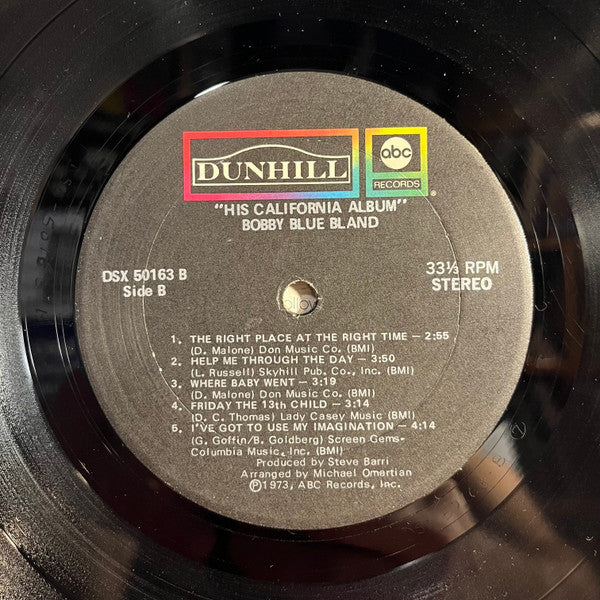 DUNHILL
abc
RECORDS
®
"HIS CALIFORNIA ALBUM"
BOBBY BLUE BLAND
DSX 50163 B
Side B
33⅓ RPM
STEREO
1. THE RIGHT PLACE AT THE RIGHT TIME — 2:55
(D. Malone) Don Music Co. (BMI)
2. HELP ME THROUGH THE DAY — 3:50
(L. Russell) Skyhill Pub. Co., Inc. (BMI)
3. WHERE BABY WENT — 3:19
(D. Malone) Don Music Co. (BMI)
4. FRIDAY THE 13th CHILD — 3:14
(D. C. Thomas) Lady Casey Music (BMI)
5. I'VE GOT TO USE MY IMAGINATION — 4:14
(G. Goffin/B. Goldberg) Screen Gems-
Columbia Music, Inc. (BMI)
Produced by Steve Barri
Arranged by Michael Omartian
℗1973, ABC Records, Inc.